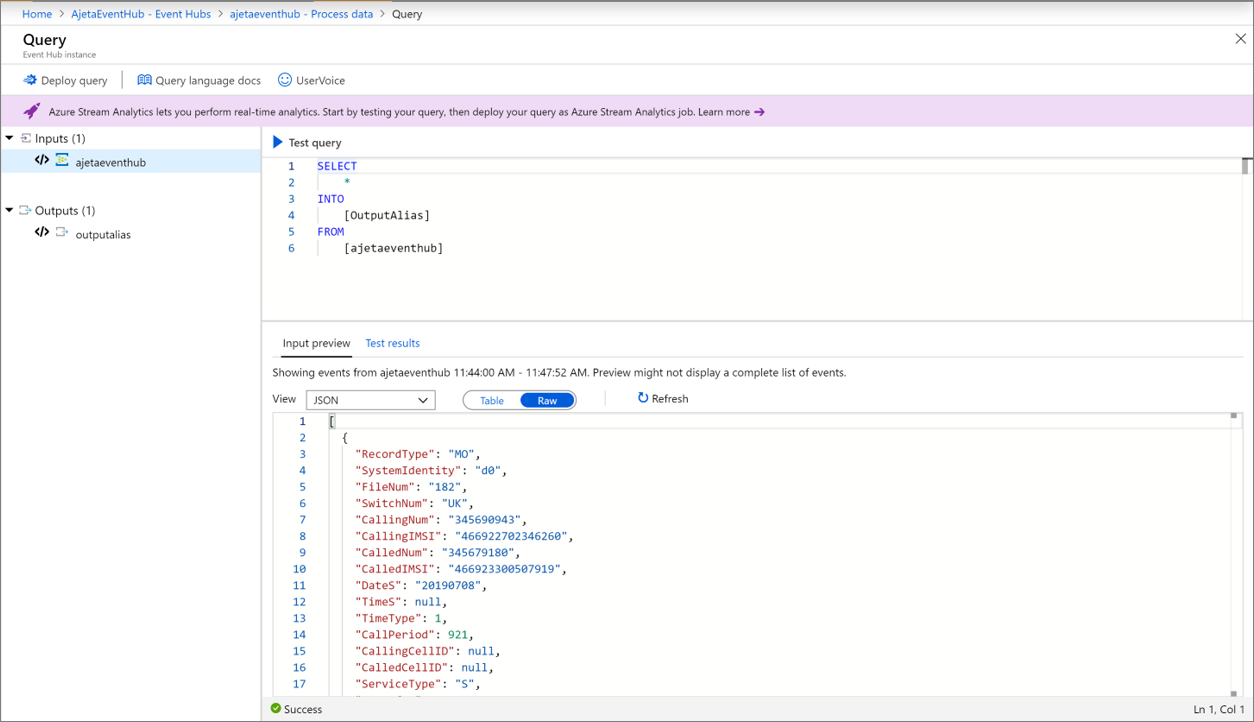 Home > AjetaEventHub - Event Hubs > ajetaeventhub - Process data > Query
Query
Event Hub instance
Deploy query
Query language docs
UserVoice
Azure Stream Analytics lets you perform real-time analytics. Start by testing your query, then deploy your query as Azure Stream Analytics job. Learn more →
Inputs (1)
</> ajetaeventhub
Outputs (1)
</> outputalias
Test query
1 SELECT
2 *
3 INTO
4 [OutputAlias]
5 FROM
6 [ajetaeventhub]
Input preview Test results
Showing events from ajetaeventhub 11:44:00 AM - 11:47:52 AM. Preview might not display a complete list of events.
View JSON Table Raw Refresh
1 [
2 {
3 "RecordType": "MO",
4 "SystemIdentity": "d0",
5 "FileNum": "182",
6 "SwitchNum": "UK",
7 "CallingNum": "345690943",
8 "CallingIMSI": "466922702346260",
9 "CalledNum": "345679180",
10 "CalledIMSI": "466923300507919",
11 "DateS": "20190708",
12 "TimeS": null,
13 "TimeType": 1,
14 "CallPeriod": 921,
15 "CallingCellID": null,
16 "CalledCellID": null,
17 "ServiceType": "S",
Success
Ln 1, Col 1